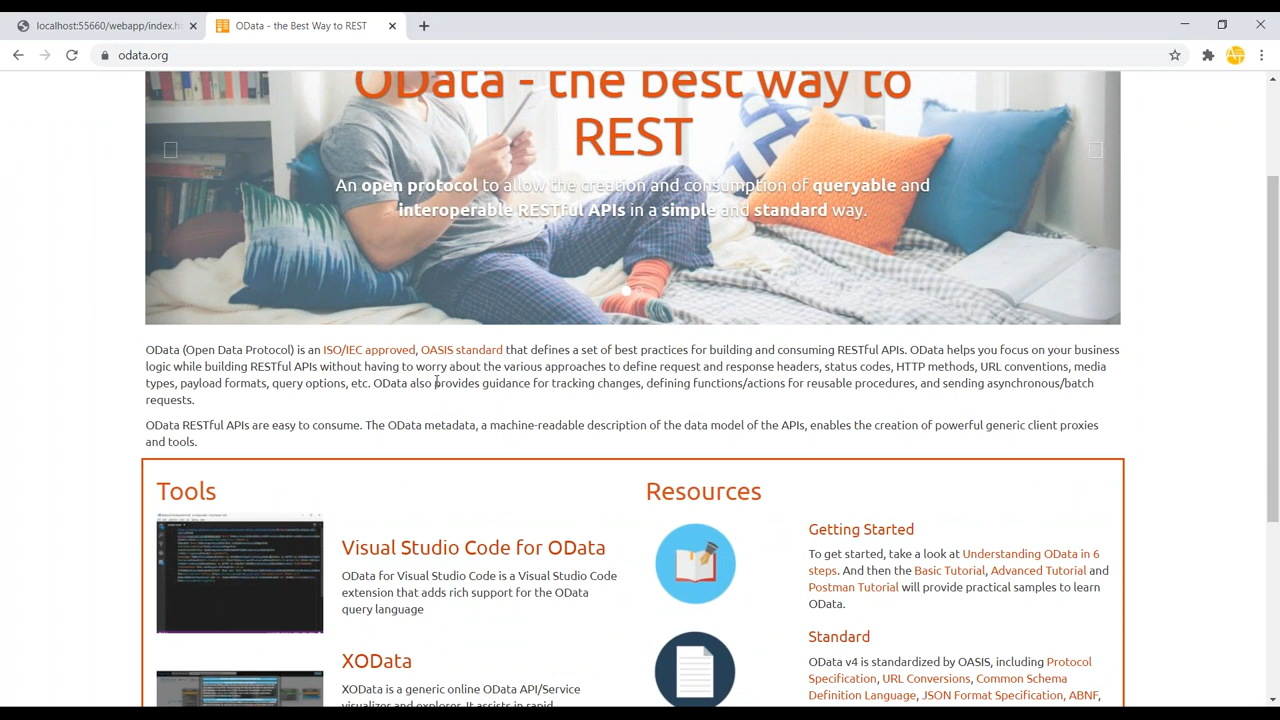 localhost:55660/webapp/index.h
OData - the Best Way to REST
odata.org
OData - the best way to
REST
An open protocol to allow the creation and consumption of queryable and
interoperable RESTful APIs in a simple and standard way.
OData (Open Data Protocol) is an ISO/IEC approved, OASIS standard that defines a set of best practices for building and consuming RESTful APIs. OData helps you focus on your business
logic while building RESTful APIs without having to worry about the various approaches to define request and response headers, status codes, HTTP methods, URL conventions, media
types, payload formats, query options, etc. OData also provides guidance for tracking changes, defining functions/actions for reusable procedures, and sending asynchronous/batch
requests.
OData RESTful APIs are easy to consume. The OData metadata, a machine-readable description of the data model of the APIs, enables the creation of powerful generic client proxies
and tools.
Tools
Visual Studio Code for OData
Visual Studio Code is a Visual Studio Code
extension that adds rich support for the OData
query language
XOData
generic online OData API/Service
visualizer and explorer. It assists in rapid
Resources
Getting Started
To get started, take a look at Understanding OData in 6
steps. And then the Basic Tutorial, Advanced Tutorial and
Postman Tutorial will provide practical samples to learn
OData.
Standard
OData v4 is standardized by OASIS, including Protocol
Specification, URL Conventions, Common Schema
Definition Language, JSON Format Specification, ABNF,